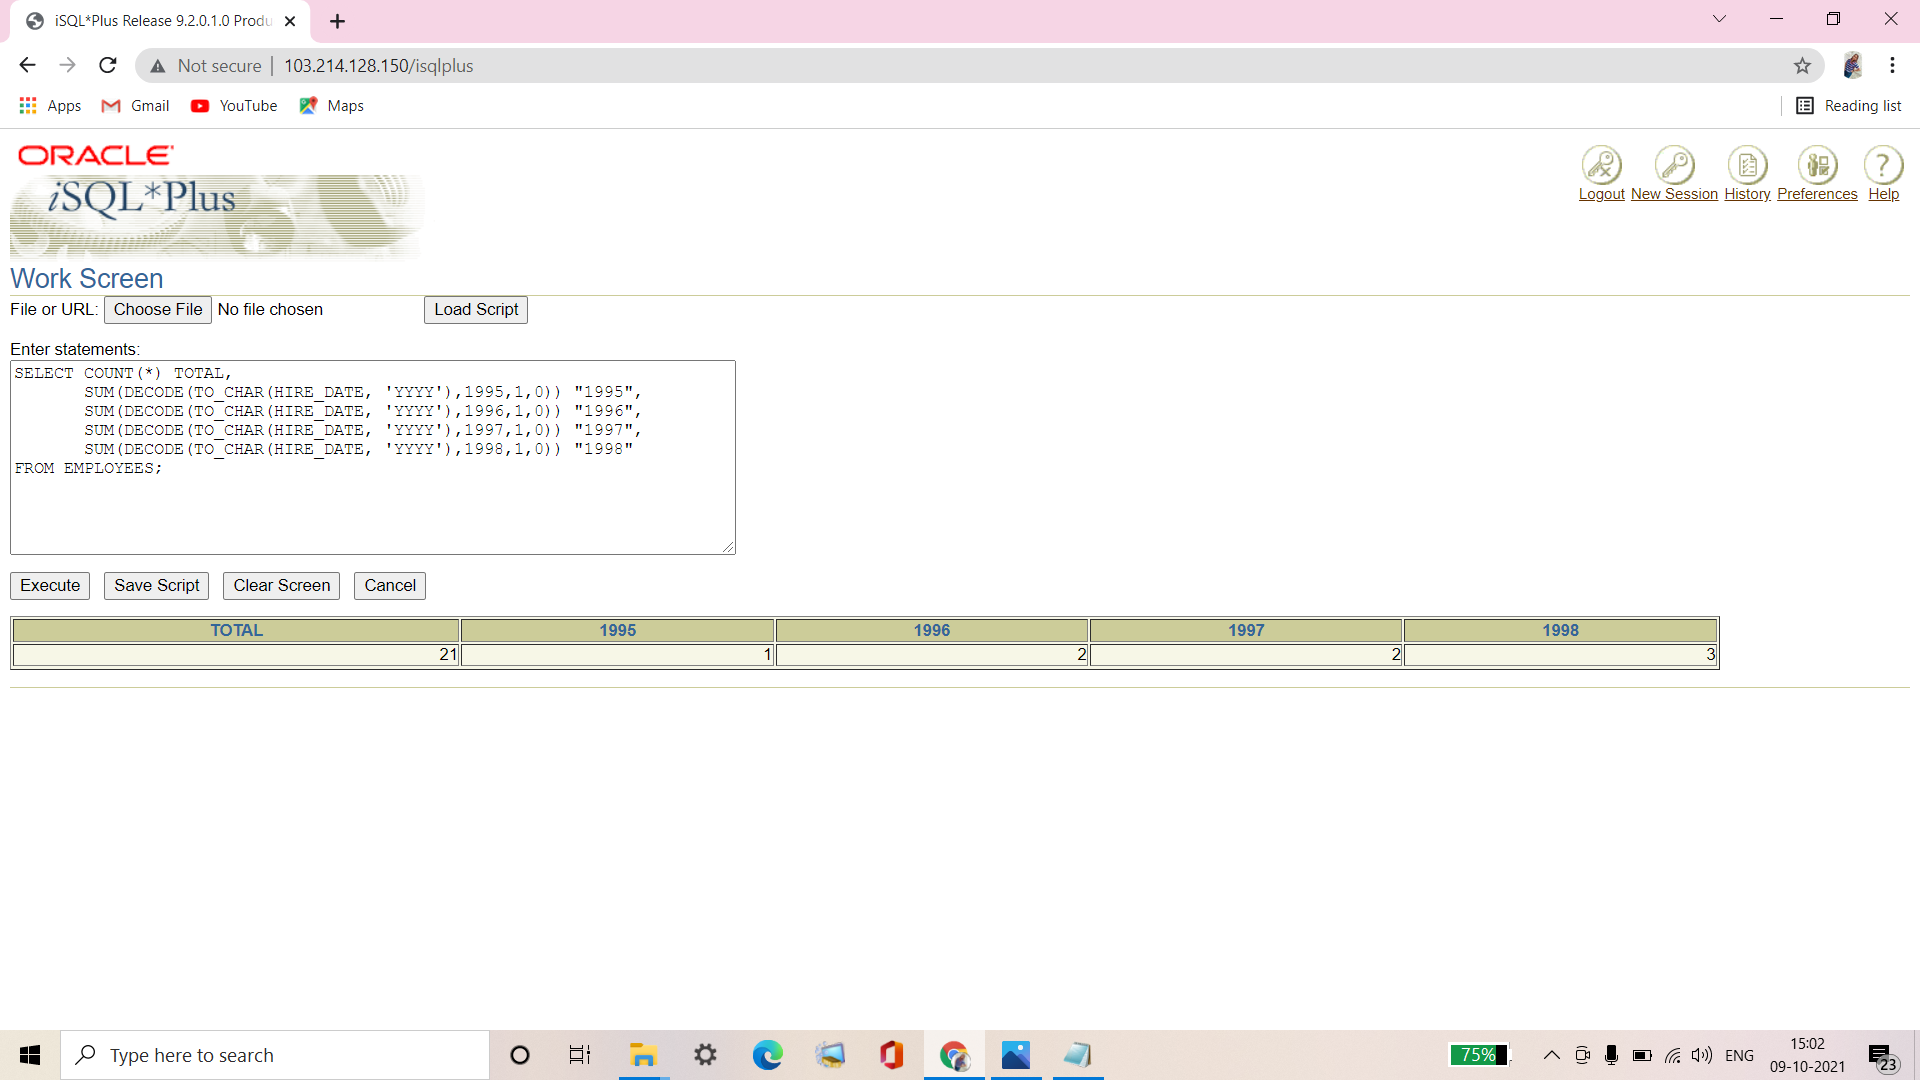 iSQL*Plus Release 9.2.0.1.0 Produ
Not secure | 103.214.128.150/isqlplus
Apps Gmail YouTube Maps Reading list
ORACLE
iSQL*Plus
Logout New Session History Preferences Help
Work Screen
File or URL: Choose File No file chosen Load Script
Enter statements:
SELECT COUNT(*) TOTAL,
SUM(DECODE(TO_CHAR(HIRE_DATE, 'YYYY'),1995,1,0)) "1995",
SUM(DECODE(TO_CHAR(HIRE_DATE, 'YYYY'),1996,1,0)) "1996",
SUM(DECODE(TO_CHAR(HIRE_DATE, 'YYYY'),1997,1,0)) "1997",
SUM(DECODE(TO_CHAR(HIRE_DATE, 'YYYY'),1998,1,0)) "1998"
FROM EMPLOYEES;
Execute Save Script Clear Screen Cancel
TOTAL 1995 1996 1997 1998
21 1 2 2 3
Type here to search
75%
ENG
15:02
09-10-2021
23